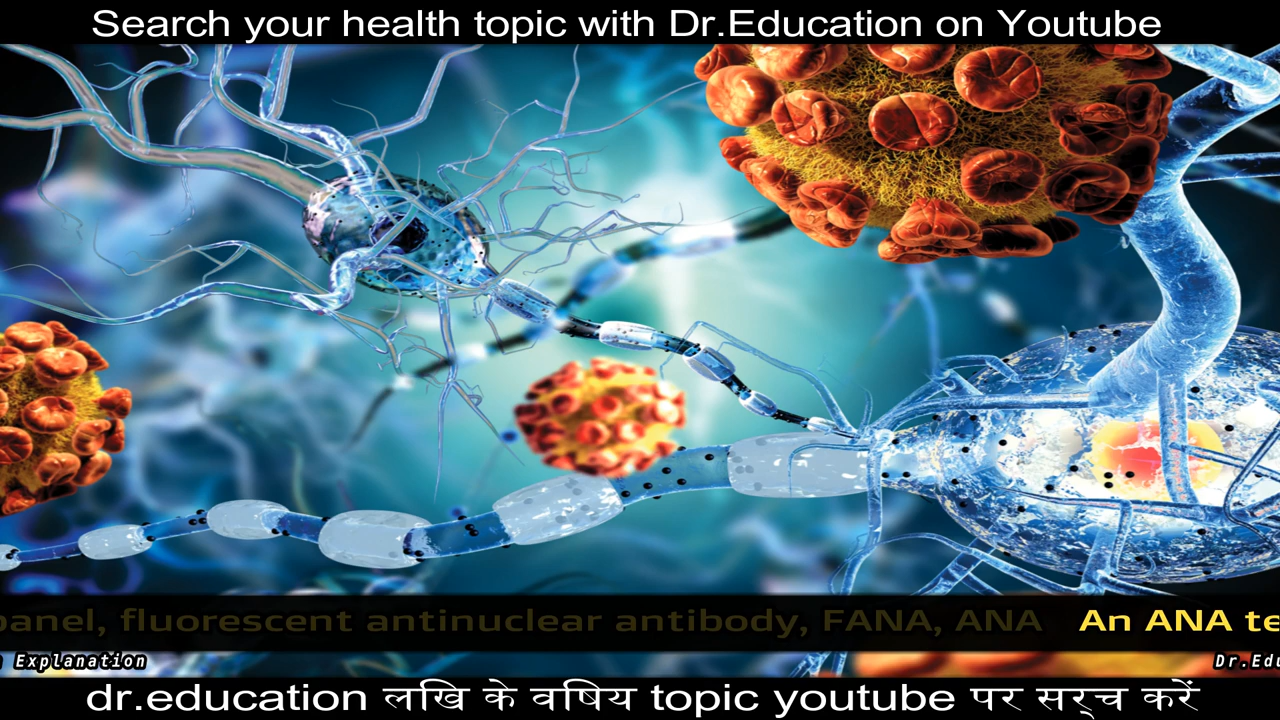 Search your health topic with Dr.Education on Youtube
panel, fluorescent antinuclear antibody, FANA, ANA An ANA te
Explanation
Dr.Edu
dr.education लखि के वषिय topic youtube पर सर्च करें